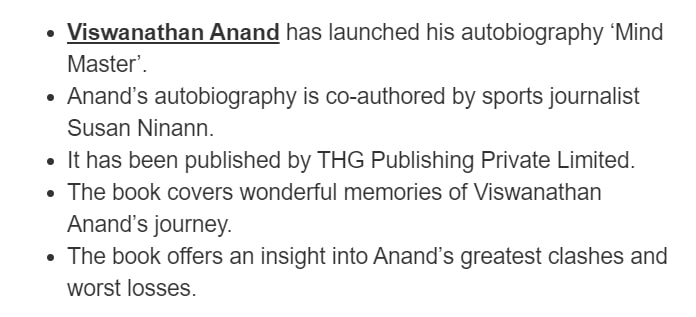 • Viswanathan Anand has launched his autobiography ‘Mind
Master’.
• Anand’s autobiography is co-authored by sports journalist
Susan Ninann.
• It has been published by THG Publishing Private Limited.
• The book covers wonderful memories of Viswanathan
Anand’s journey.
• The book offers an insight into Anand’s greatest clashes and
worst losses.